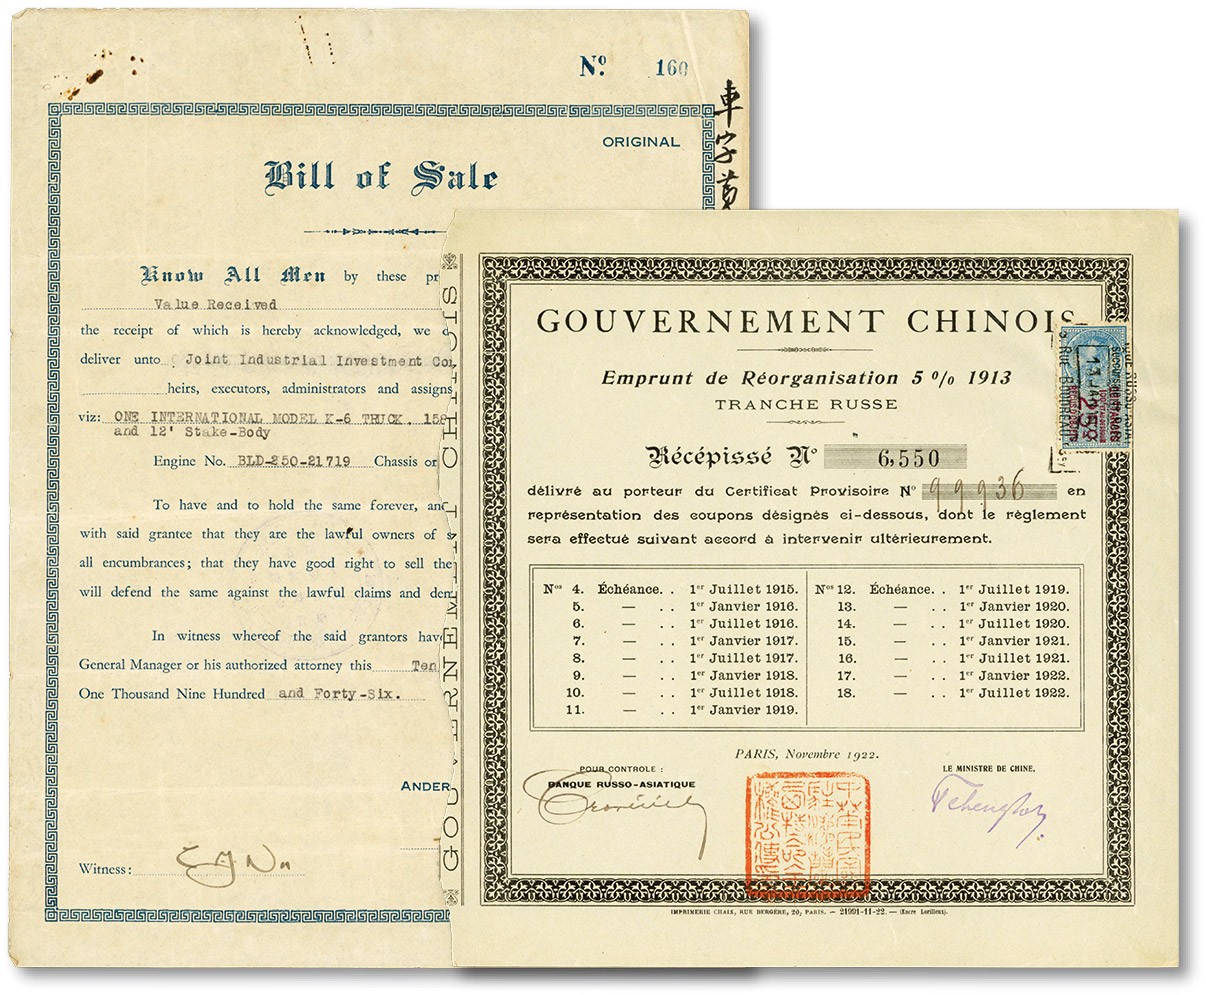 Nº. 160
車字第
ORIGINAL
Bill of Sale
Know All Men by these
Value Received
the receipt of which is hereby acknowledged, we
deliver unto Joint Industrial Investment
heirs, executors, administrators and assigns
viz: ONE INTERNATIONAL MODEL K-6 TRUCK, 158
and 12' Stake-Body
Engine No. BLD-250-21719 Chassis or
To have and to hold the same forever, and
with said grantee that they are the lawful owners of
all encumbrances; that they have good right to sell the
will defend the same against the lawful claims and
In witness whereof the said grantors have
General Manager or his authorized attorney this Ten
One Thousand Nine Hundred and Forty-Six.
ANDER
Witness:
GOUVERNEMENT CHINOIS
GOUVERNEMENT CHINOIS
Emprunt de Réorganisation 5 % 1913
TRANCHE RUSSE
Récépissé Nº 6,550
délivré au porteur du Certificat Provisoire Nº 99936 en
représentation des coupons désignés ci-dessous, dont le règlement
sera effectué suivant accord à intervenir ultérieurement.
Nos 4. Échéance. . 1er Juillet 1915.
5. — . . 1er Janvier 1916.
6. — . . 1er Juillet 1916.
7. — . . 1er Janvier 1917.
8. — . . 1er Juillet 1917.
9. — . . 1er Janvier 1918.
10. — . . 1er Juillet 1918.
11. — . . 1er Janvier 1919.
Nos 12. Échéance. . 1er Juillet 1919.
13. — . . 1er Janvier 1920.
14. — . . 1er Juillet 1920.
15. — . . 1er Janvier 1921.
16. — . . 1er Juillet 1921.
17. — . . 1er Janvier 1922.
18. — . . 1er Juillet 1922.
PARIS, Novembre 1922.
POUR CONTROLE :
BANQUE RUSSO-ASIATIQUE
LE MINISTRE DE CHINE,
IMPRIMERIE CHAIX, RUE BERGÈRE, 20, PARIS. — 21991-11-22. — (Encre Lorilleux).